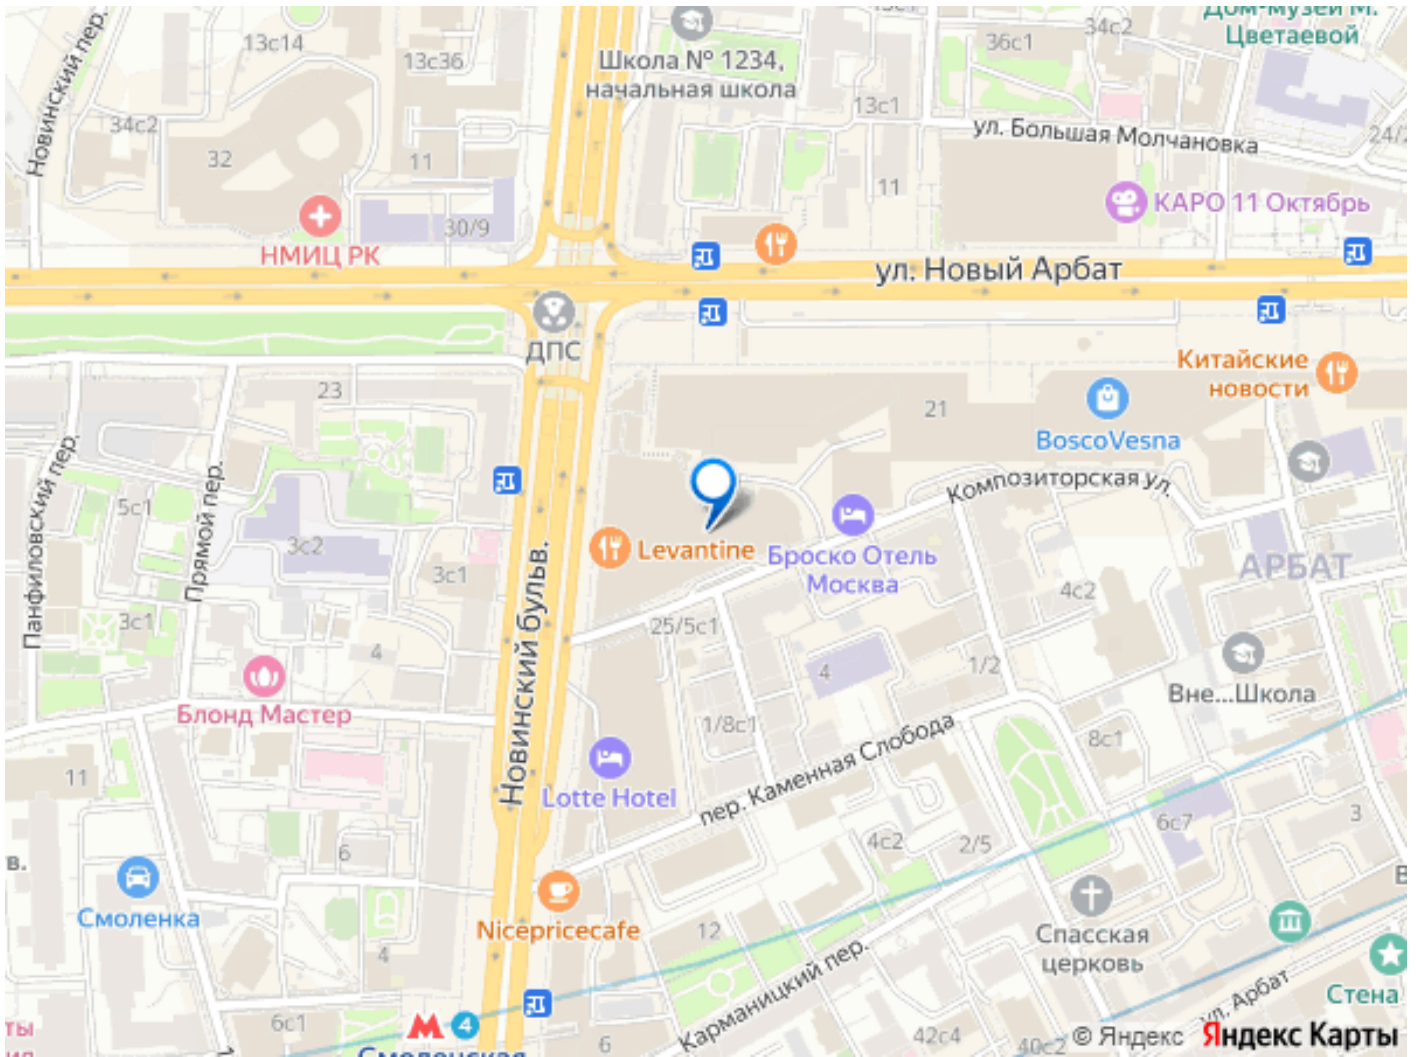 Дом-музей М.
Цветаевой
Новинский пер.
13с14
13с36
Школа № 1234,
начальная школа
36с1
34с2
13с1
34с2
32
11
11
ул. Большая Молчановка
24/2
КАРО 11 Октябрь
30/9
НМИЦ РК
ул. Новый Арбат
ДПС
Китайские
новости
23
21
BoscoVesna
Панфиловский пер.
Прямой пер.
5с1
3с2
3с1
3с1
4
Композиторская ул.
Levantine
Броско Отель
Москва
АРБАТ
4с2
25/5с1
4
1/2
Вне...Школа
Новинский бульв.
Блонд Мастер
1/8с1
8с1
11
Lotte Hotel
пер. Каменная Слобода
6с7
3
6
4с2
2/5
в.
Смоленка
Nicepricecafe
12
Спасская
церковь
4
Карманицкий пер.
ул. Арбат
Стена
6с1
4
Смоленская
6
42с4
40с2
© Яндекс
Яндекс Карты